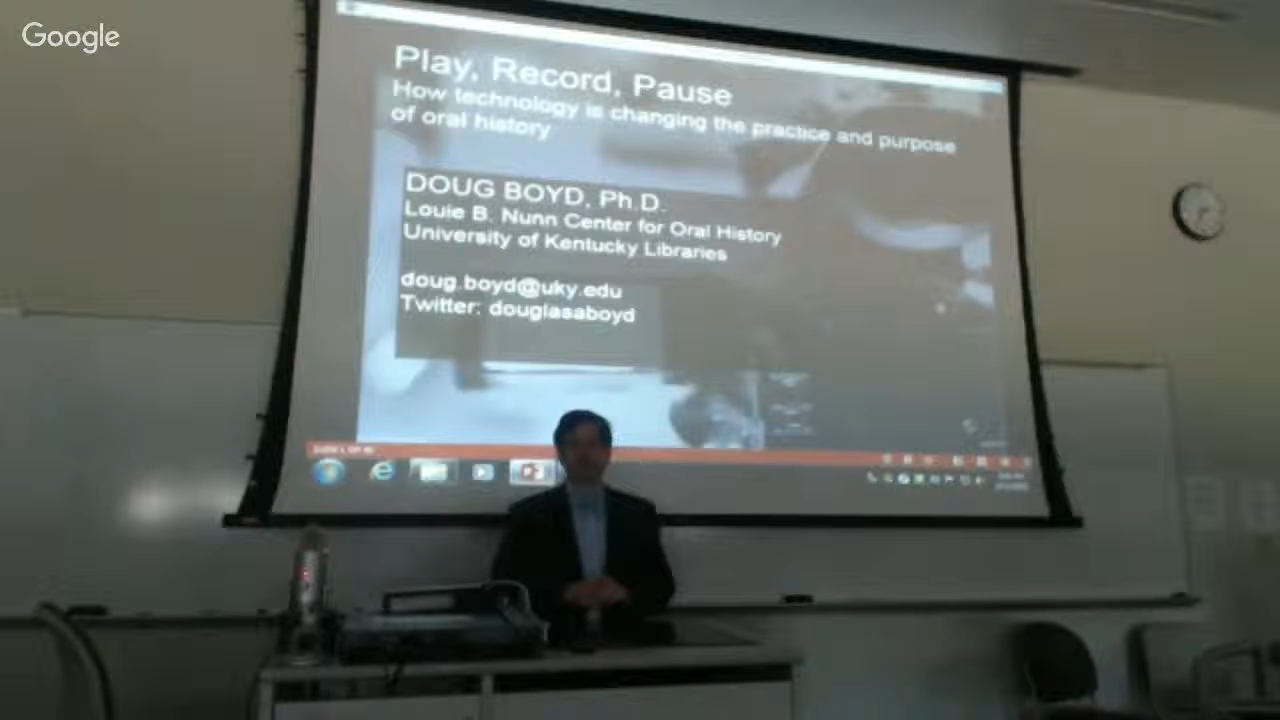 Google
Play, Record, Pause
How technology is changing the practice and purpose
of oral history
DOUG BOYD, Ph.D.
Louie B. Nunn Center for Oral History
University of Kentucky Libraries
doug.boyd@uky.edu
Twitter: douglasaboyd